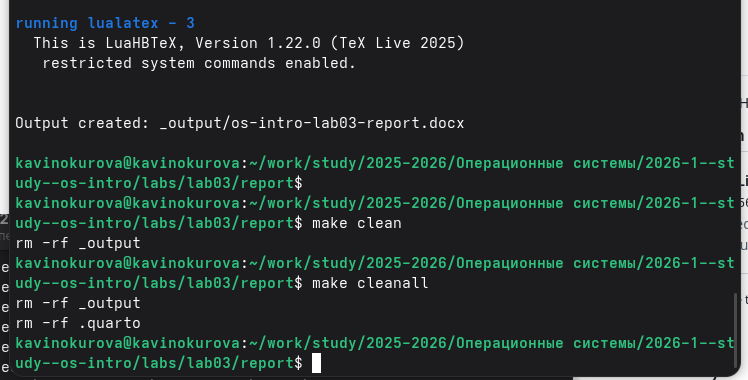 running lualatex - 3
This is LuaHBTeX, Version 1.22.0 (TeX Live 2025)
restricted system commands enabled.
Output created: _output/os-intro-lab03-report.docx
kavinokurova@kavinokurova:~/work/study/2025-2026/Операционные системы/2026-1--st
udy--os-intro/labs/lab03/report$
kavinokurova@kavinokurova:~/work/study/2025-2026/Операционные системы/2026-1--st
udy--os-intro/labs/lab03/report$ make clean
rm -rf _output
kavinokurova@kavinokurova:~/work/study/2025-2026/Операционные системы/2026-1--st
udy--os-intro/labs/lab03/report$ make cleanall
rm -rf _output
rm -rf .quarto
kavinokurova@kavinokurova:~/work/study/2025-2026/Операционные системы/2026-1--st
udy--os-intro/labs/lab03/report$